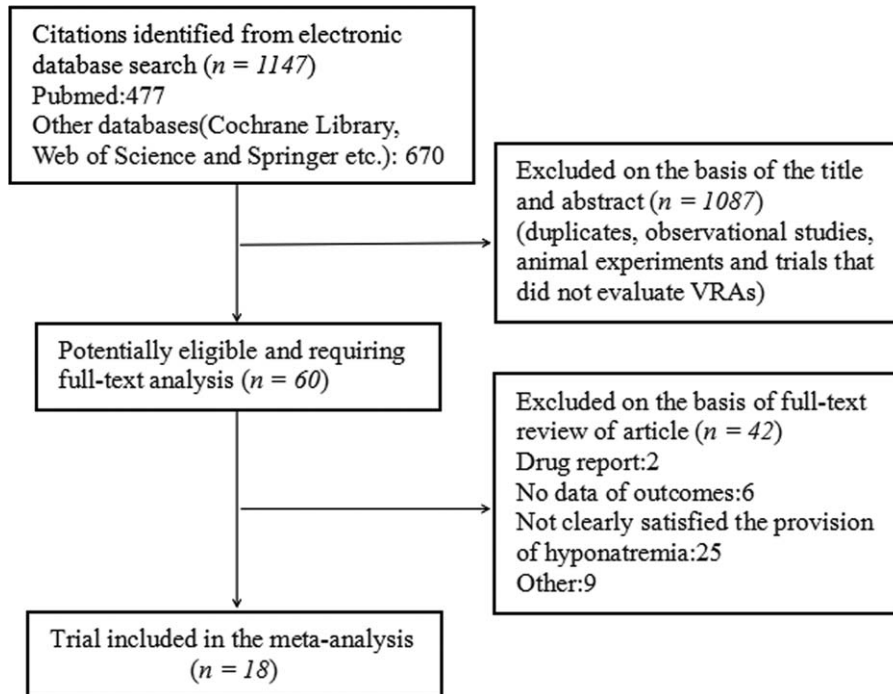 Citations identified from electronic
database search (n = 1147)
Pubmed:477
Other databases(Cochrane Library,
Web of Science and Springer etc.): 670
Excluded on the basis of the title
and abstract (n = 1087)
(duplicates, observational studies,
animal experiments and trials that
did not evaluate VRAs)
Potentially eligible and requiring
full-text analysis (n = 60)
Excluded on the basis of full-text
review of article (n = 42)
Drug report:2
No data of outcomes:6
Not clearly satisfied the provision
of hyponatremia:25
Other:9
Trial included in the meta-analysis
(n = 18)